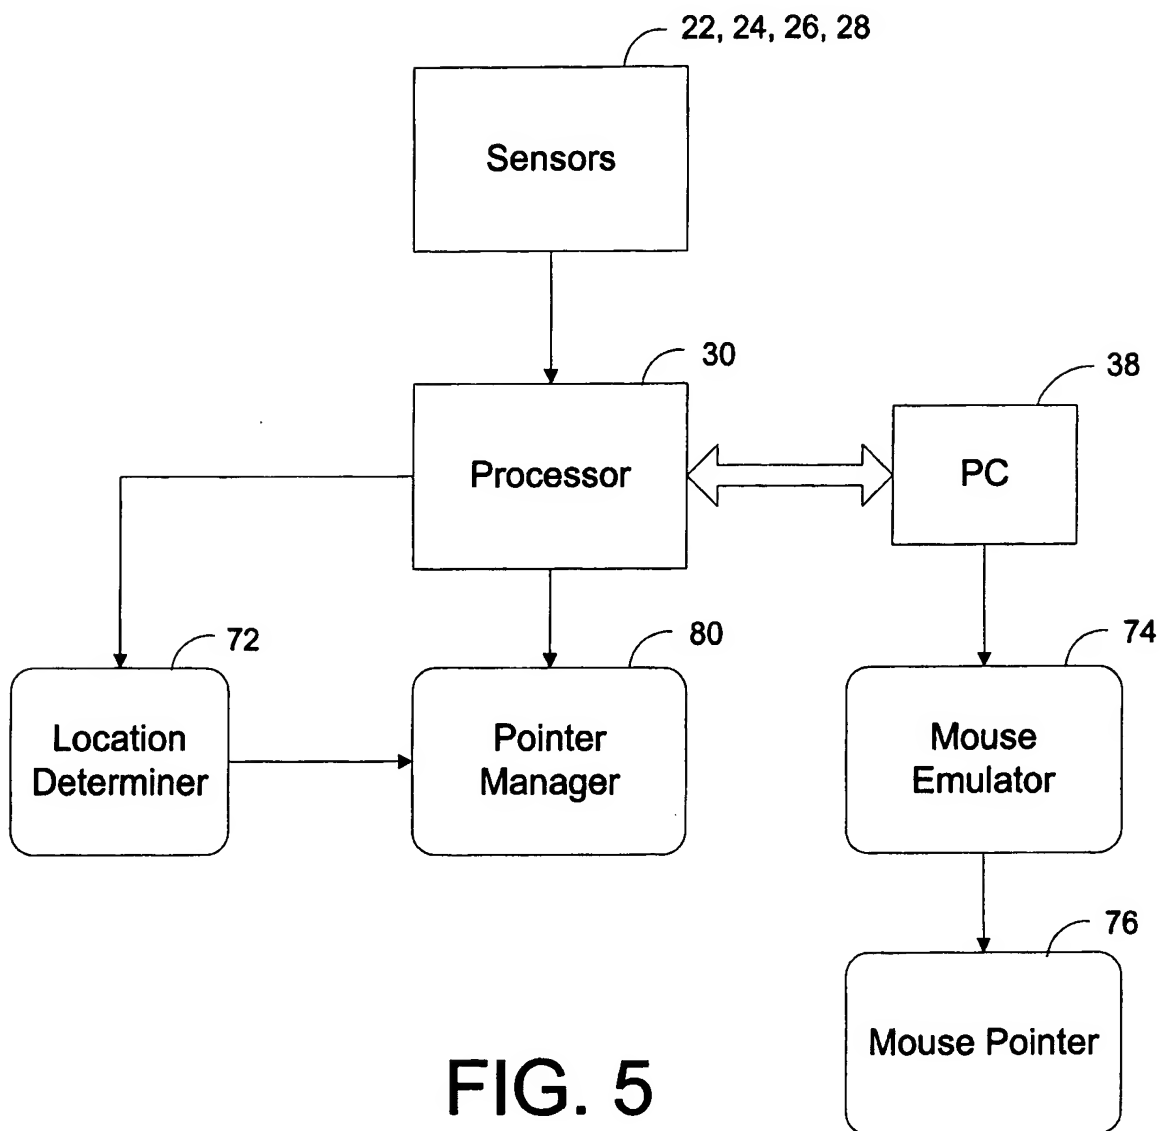 22, 24, 26, 28
Sensors
30
Processor
38
PC
72
Location
Determiner
80
Pointer
Manager
74
Mouse
Emulator
76
Mouse Pointer
FIG. 5